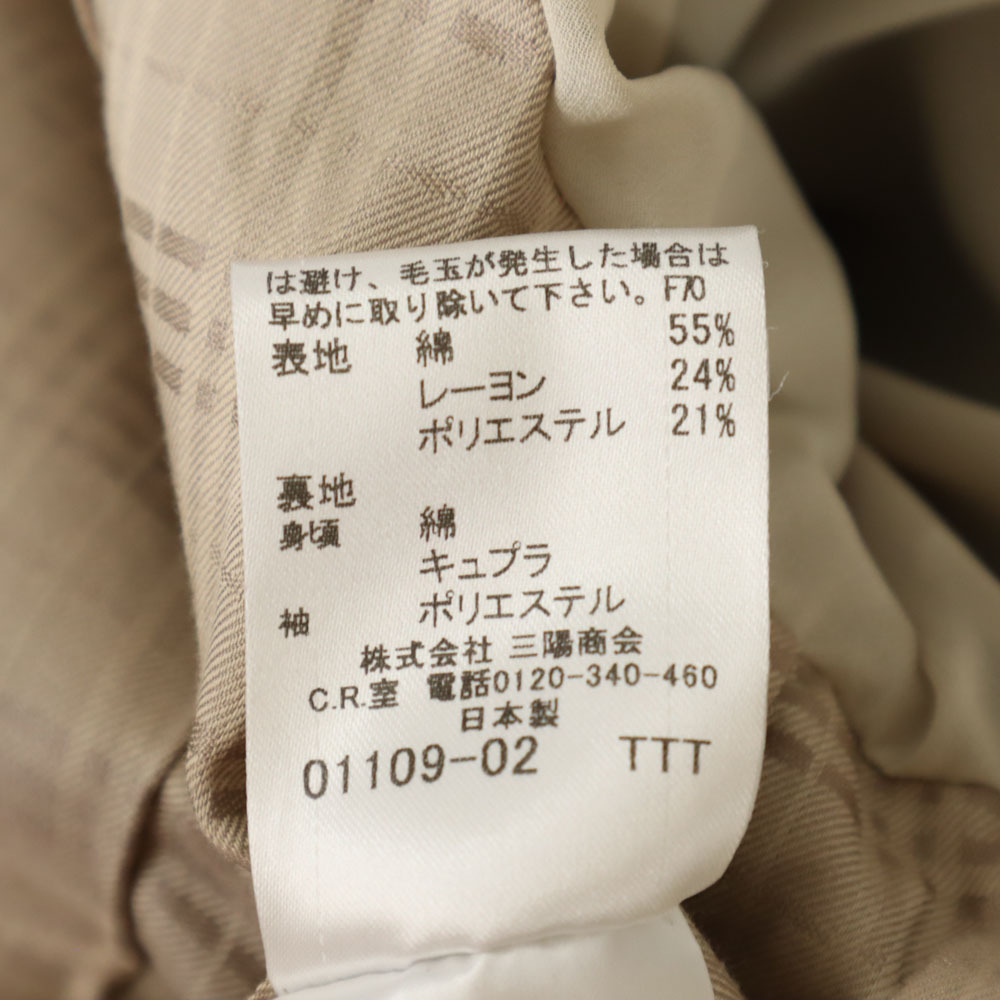 は避け、毛玉が発生した場合は
早めに取り除いて下さい。F70
表地 綿 55%
レーヨン 24%
ポリエステル 21%
裏地
身頃 綿
キュプラ
袖 ポリエステル
株式会社 三陽商会
C.R.室 電話0120-340-460
日本製
01109-02 TTT